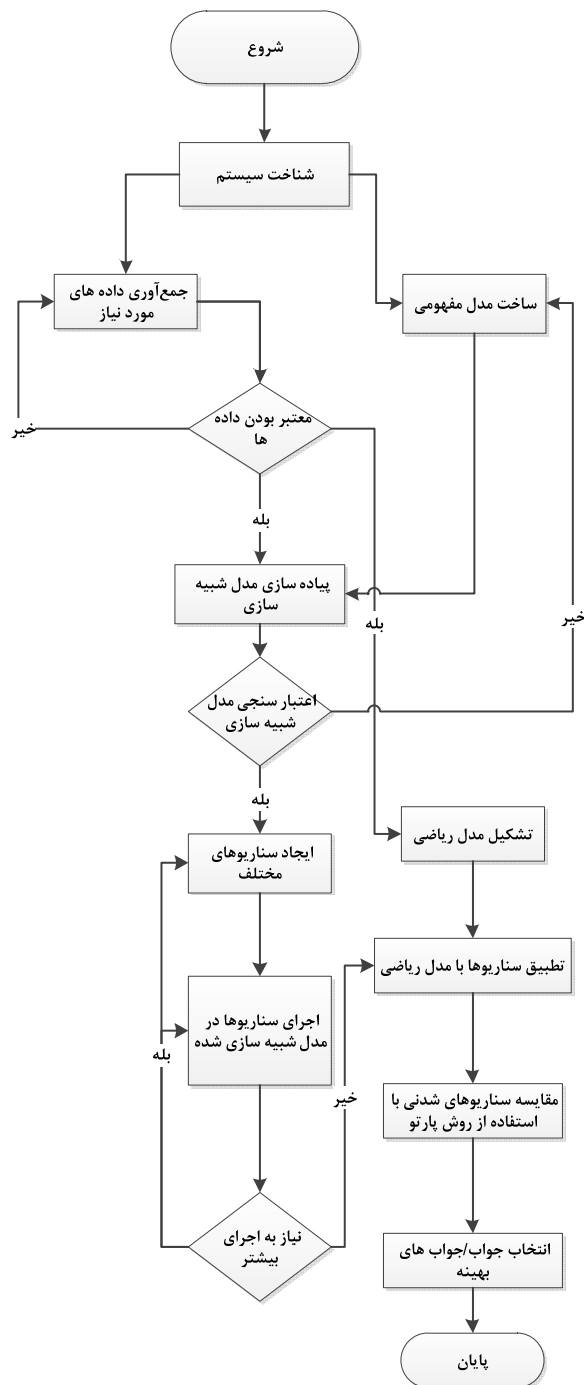 شروع
شناخت سیستم
جمع‌آوری داده های
مورد نیاز
ساخت مدل مفهومی
معتبر بودن داده
ها
خیر
بله
پیاده سازی مدل شبیه
سازی
بله
خیر
اعتبار سنجی مدل
شبیه سازی
بله
ایجاد سناریوهای
مختلف
تشکیل مدل ریاضی
تطبیق سناریوها با مدل ریاضی
اجرای سناریوها در
مدل شبیه سازی شده
بله
خیر
مقایسه سناریوهای شدنی با
استفاده از روش پارتو
نیاز به اجرای
بیشتر
انتخاب جواب/جواب های
بهینه
پایان